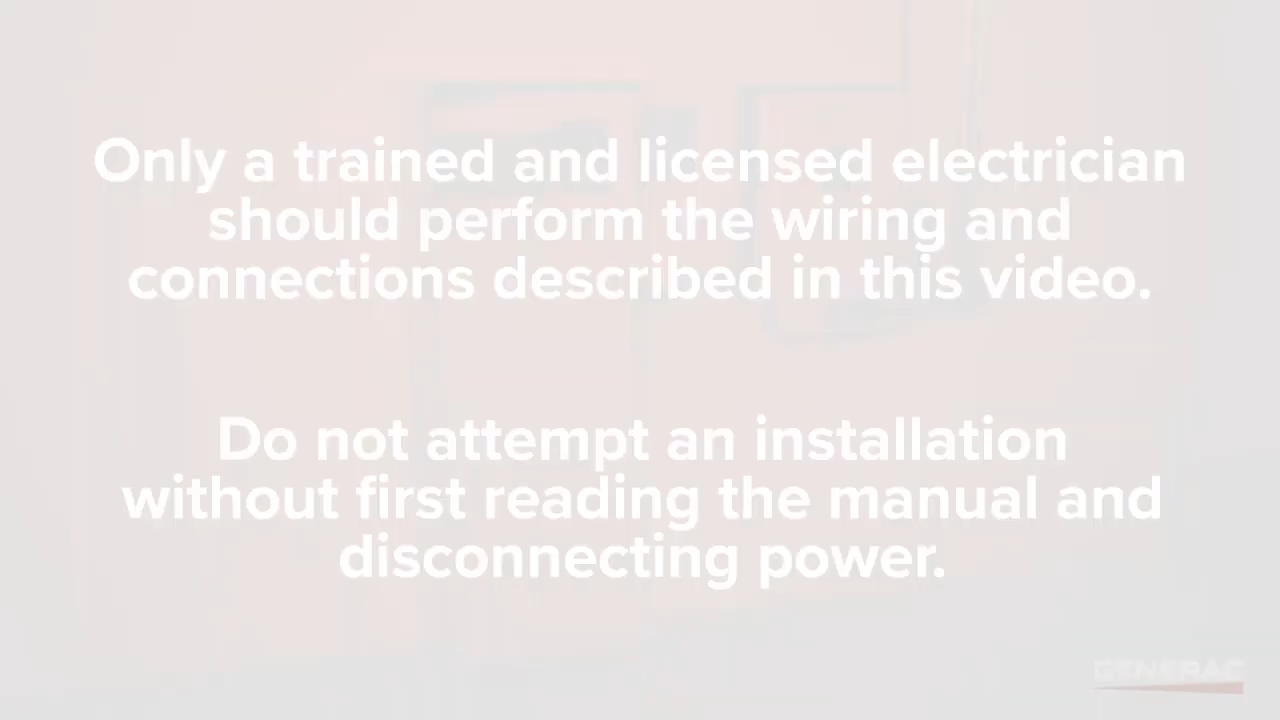 Only a trained and licensed electrician
should perform the wiring and
connections described in this video.
Do not attempt an installation
without first reading the manual and
disconnecting power.
GENERAC